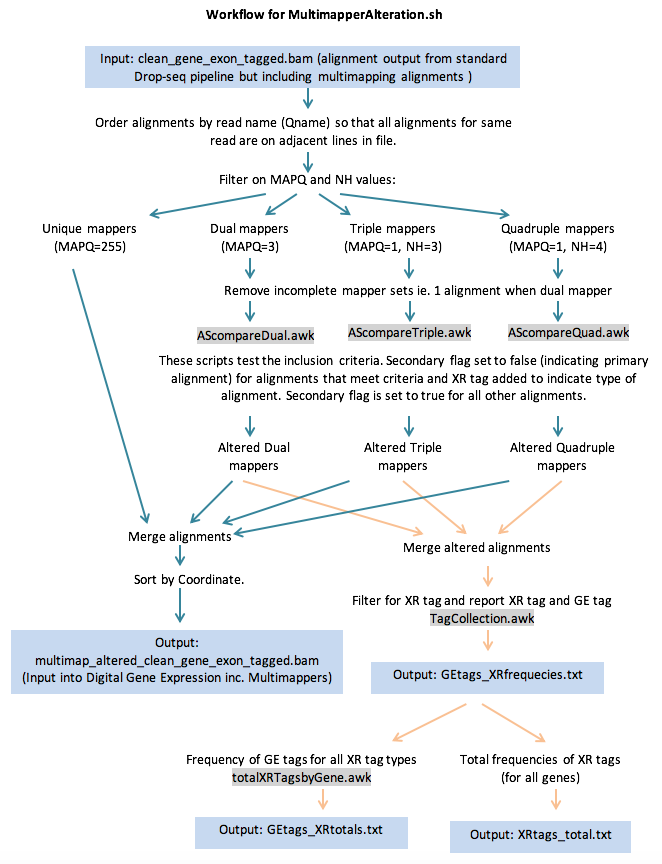 Workflow for MultimapperAlteration.sh
Input: clean_gene_exon_tagged.bam (alignment output from standard
Drop-seq pipeline but including multimapping alignments )
Order alignments by read name (Qname) so that all alignments for same
read are on adjacent lines in file.
Filter on MAPQ and NH values:
Unique mappers
(MAPQ=255)
Dual mappers
(MAPQ=3)
Triple mappers
(MAPQ=1, NH=3)
Quadruple mappers
(MAPQ=1, NH=4)
Remove incomplete mapper sets ie. 1 alignment when dual mapper
AScompareDual.awk
AScompareTriple.awk
AScompareQuad.awk
These scripts test the inclusion criteria. Secondary flag set to false (indicating primary
alignment) for alignments that meet criteria and XR tag added to indicate type of
alignment. Secondary flag is set to true for all other alignments.
Altered Dual
mappers
Altered Triple
mappers
Altered Quadruple
mappers
Merge alignments
Merge altered alignments
Sort by Coordinate.
Filter for XR tag and report XR tag and GE tag
TagCollection.awk
Output:
multimap_altered_clean_gene_exon_tagged.bam
(Input into Digital Gene Expression inc. Multimappers)
Output: GEtags_XRfrequecies.txt
Frequency of GE tags for all XR tag types
totalXRTagsbyGene.awk
Total frequencies of XR tags
(for all genes)
Output: GEtags_XRtotals.txt
Output: XRtags_total.txt